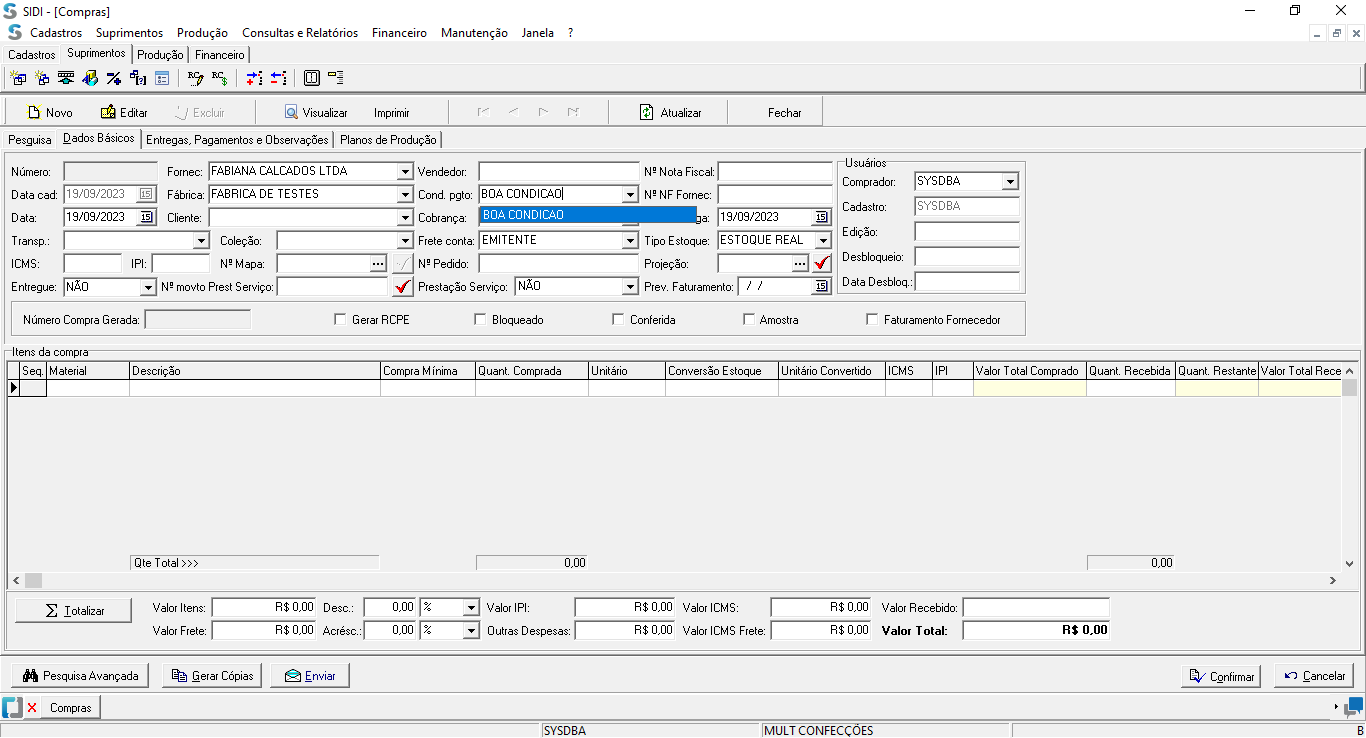 SIDI - [Compras]
Cadastros Suprimentos Produção Consultas e Relatórios Financeiro Manutenção Janela ?
Cadastros Suprimentos Produção Financeiro
Novo Editar Excluir Visualizar Imprimir Atualizar Fechar
Pesquisa Dados Básicos Entregas, Pagamentos e Observações Planos de Produção
Número: Fornec: FABIANA CALCADOS LTDA Vendedor: Nº Nota Fiscal: Usuários
Data cad: 19/09/2023 Fábrica: FABRICA DE TESTES Cond. pgto: BOA CONDICAO Nº NF Fornec: Comprador: SYSDBA
Data: 19/09/2023 Cliente: Cobrança: BOA CONDICAO ga: 19/09/2023 Cadastro: SYSDBA
Transp.: Coleção: Frete conta: EMITENTE Tipo Estoque: ESTOQUE REAL Edição:
ICMS: IPI: Nº Mapa: Nº Pedido: Projeção: Desbloqueio:
Entregue: NÃO Nº movto Prest Serviço: Prestação Serviço: NÃO Prev. Faturamento: / / Data Desbloq.:
Número Compra Gerada: Gerar RCPE Bloqueado Conferida Amostra Faturamento Fornecedor
Itens da compra
Seq. Material Descrição Compra Mínima Quant. Comprada Unitário Conversão Estoque Unitário Convertido ICMS IPI Valor Total Comprado Quant. Recebida Quant. Restante Valor Total Rece
Qte Total >>> 0,00 0,00
Σ Totalizar Valor Itens: R$ 0,00 Desc.: 0,00 % Valor IPI: R$ 0,00 Valor ICMS: R$ 0,00 Valor Recebido:
Valor Frete: R$ 0,00 Acrésc.: 0,00 % Outras Despesas: R$ 0,00 Valor ICMS Frete: R$ 0,00 Valor Total: R$ 0,00
Pesquisa Avançada Gerar Cópias Enviar Confirmar Cancelar
Compras
SYSDBA MULT CONFECÇÕES B